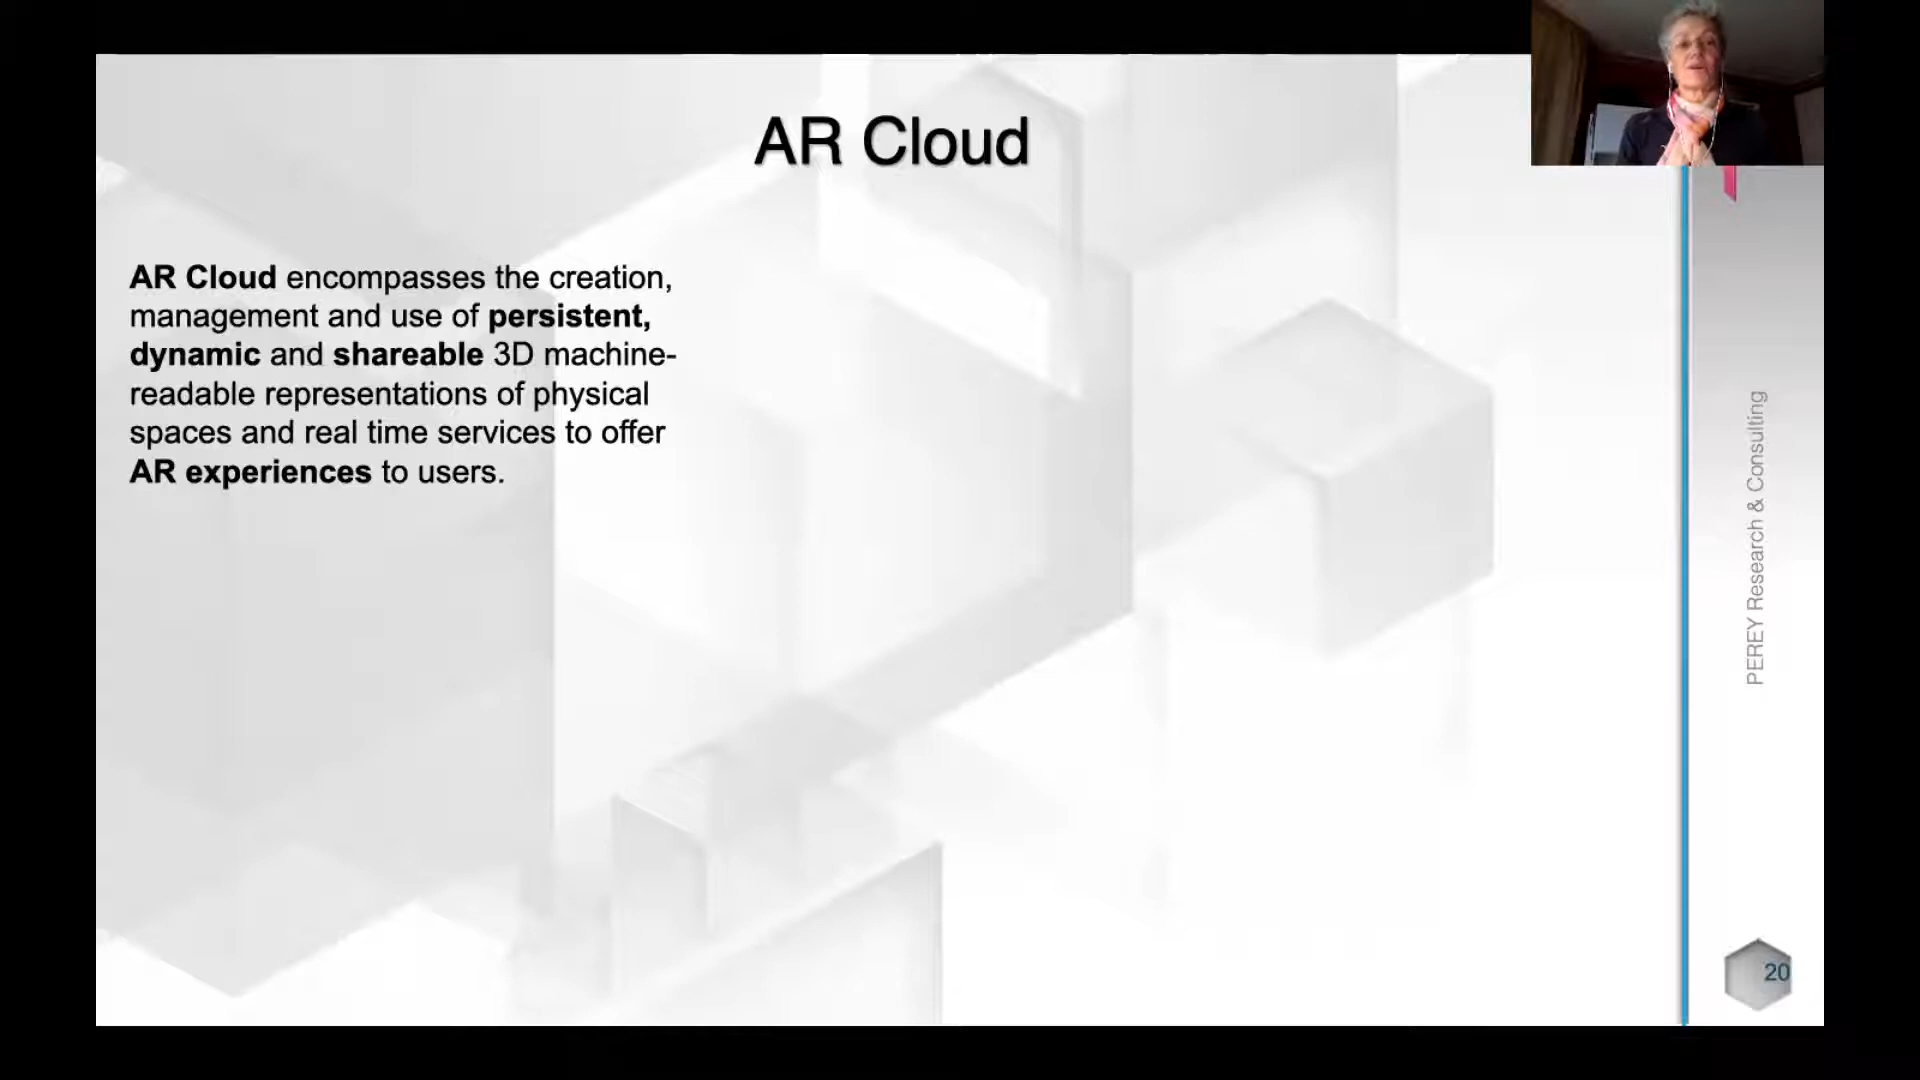 AR Cloud
AR Cloud encompasses the creation,
management and use of persistent,
dynamic and shareable 3D machine-
readable representations of physical
spaces and real time services to offer
AR experiences to users.
PEREY Research & Consulting
20